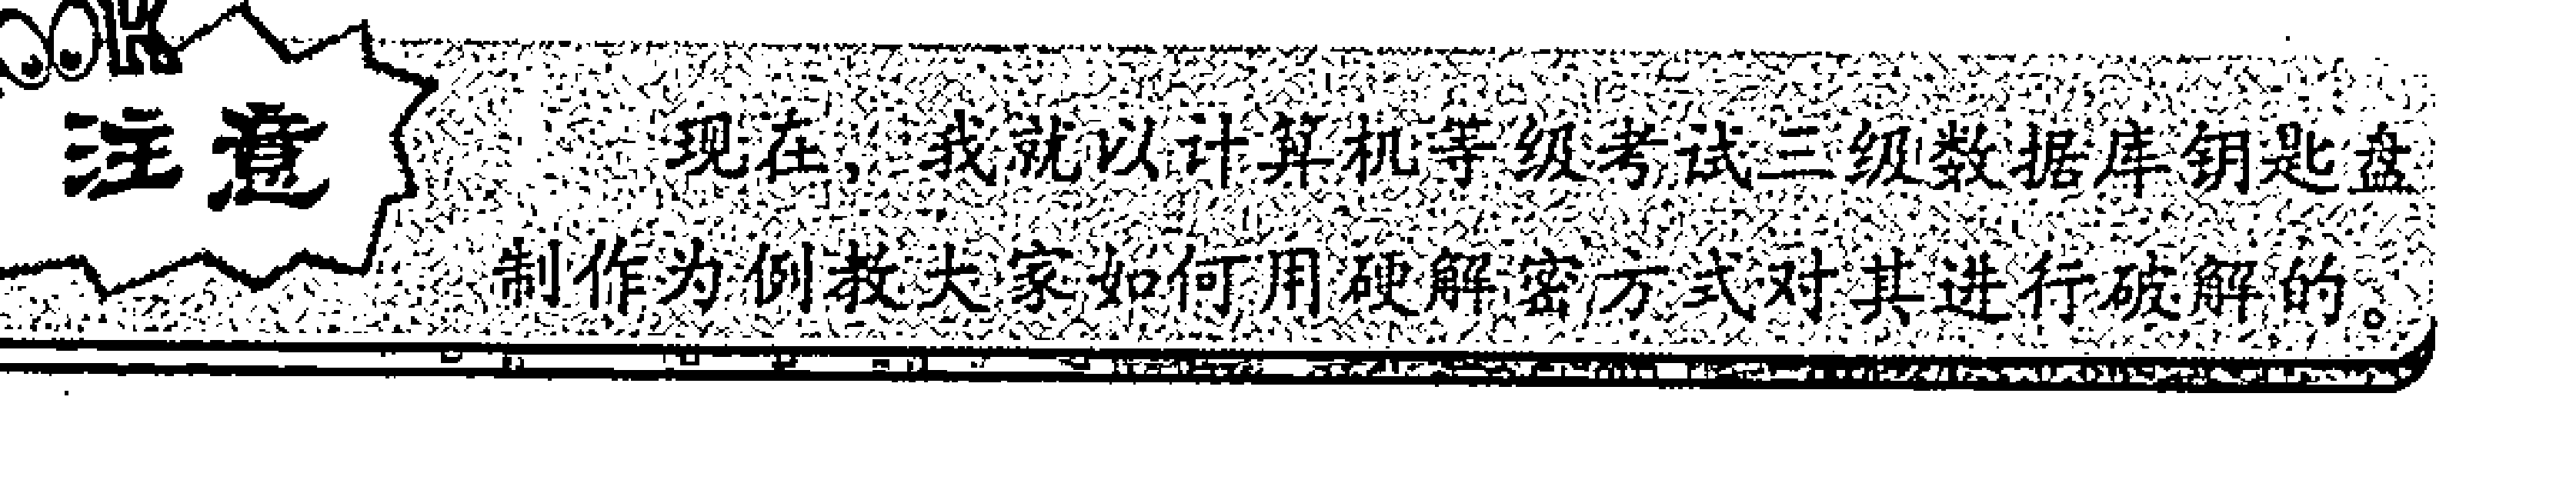 注意
现在，我就以计算机等级考试三级数据库钥匙盘
制作为例教大家如何用硬解密方式对其进行破解的。